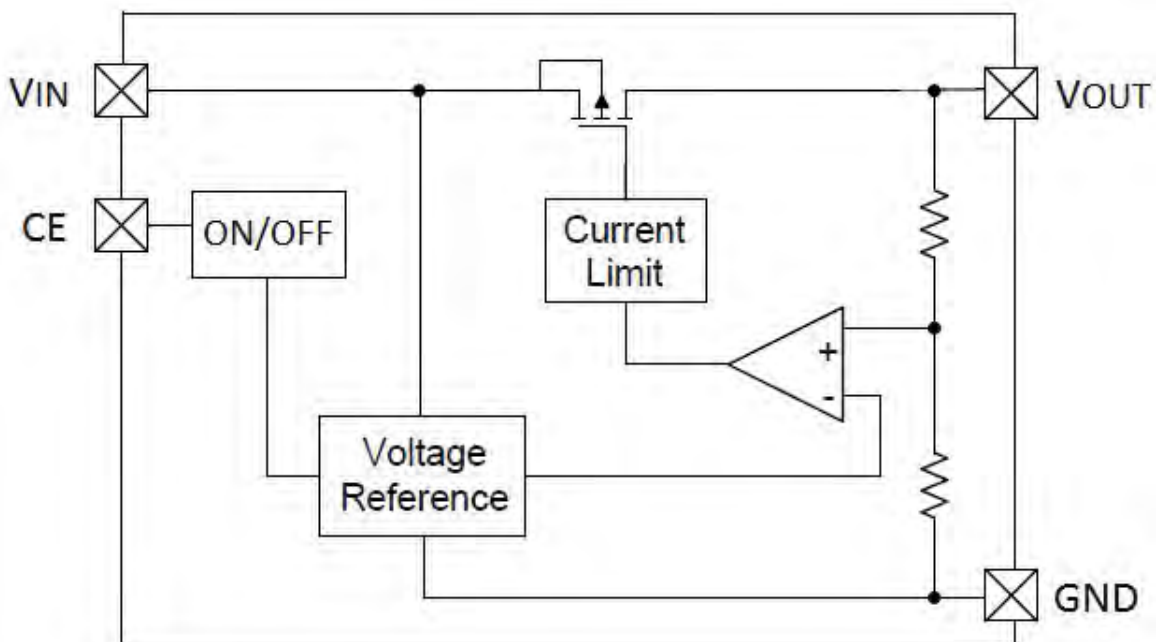 VIN
VOUT
CE
ON/OFF
Current
Limit
+
-
Voltage
Reference
GND